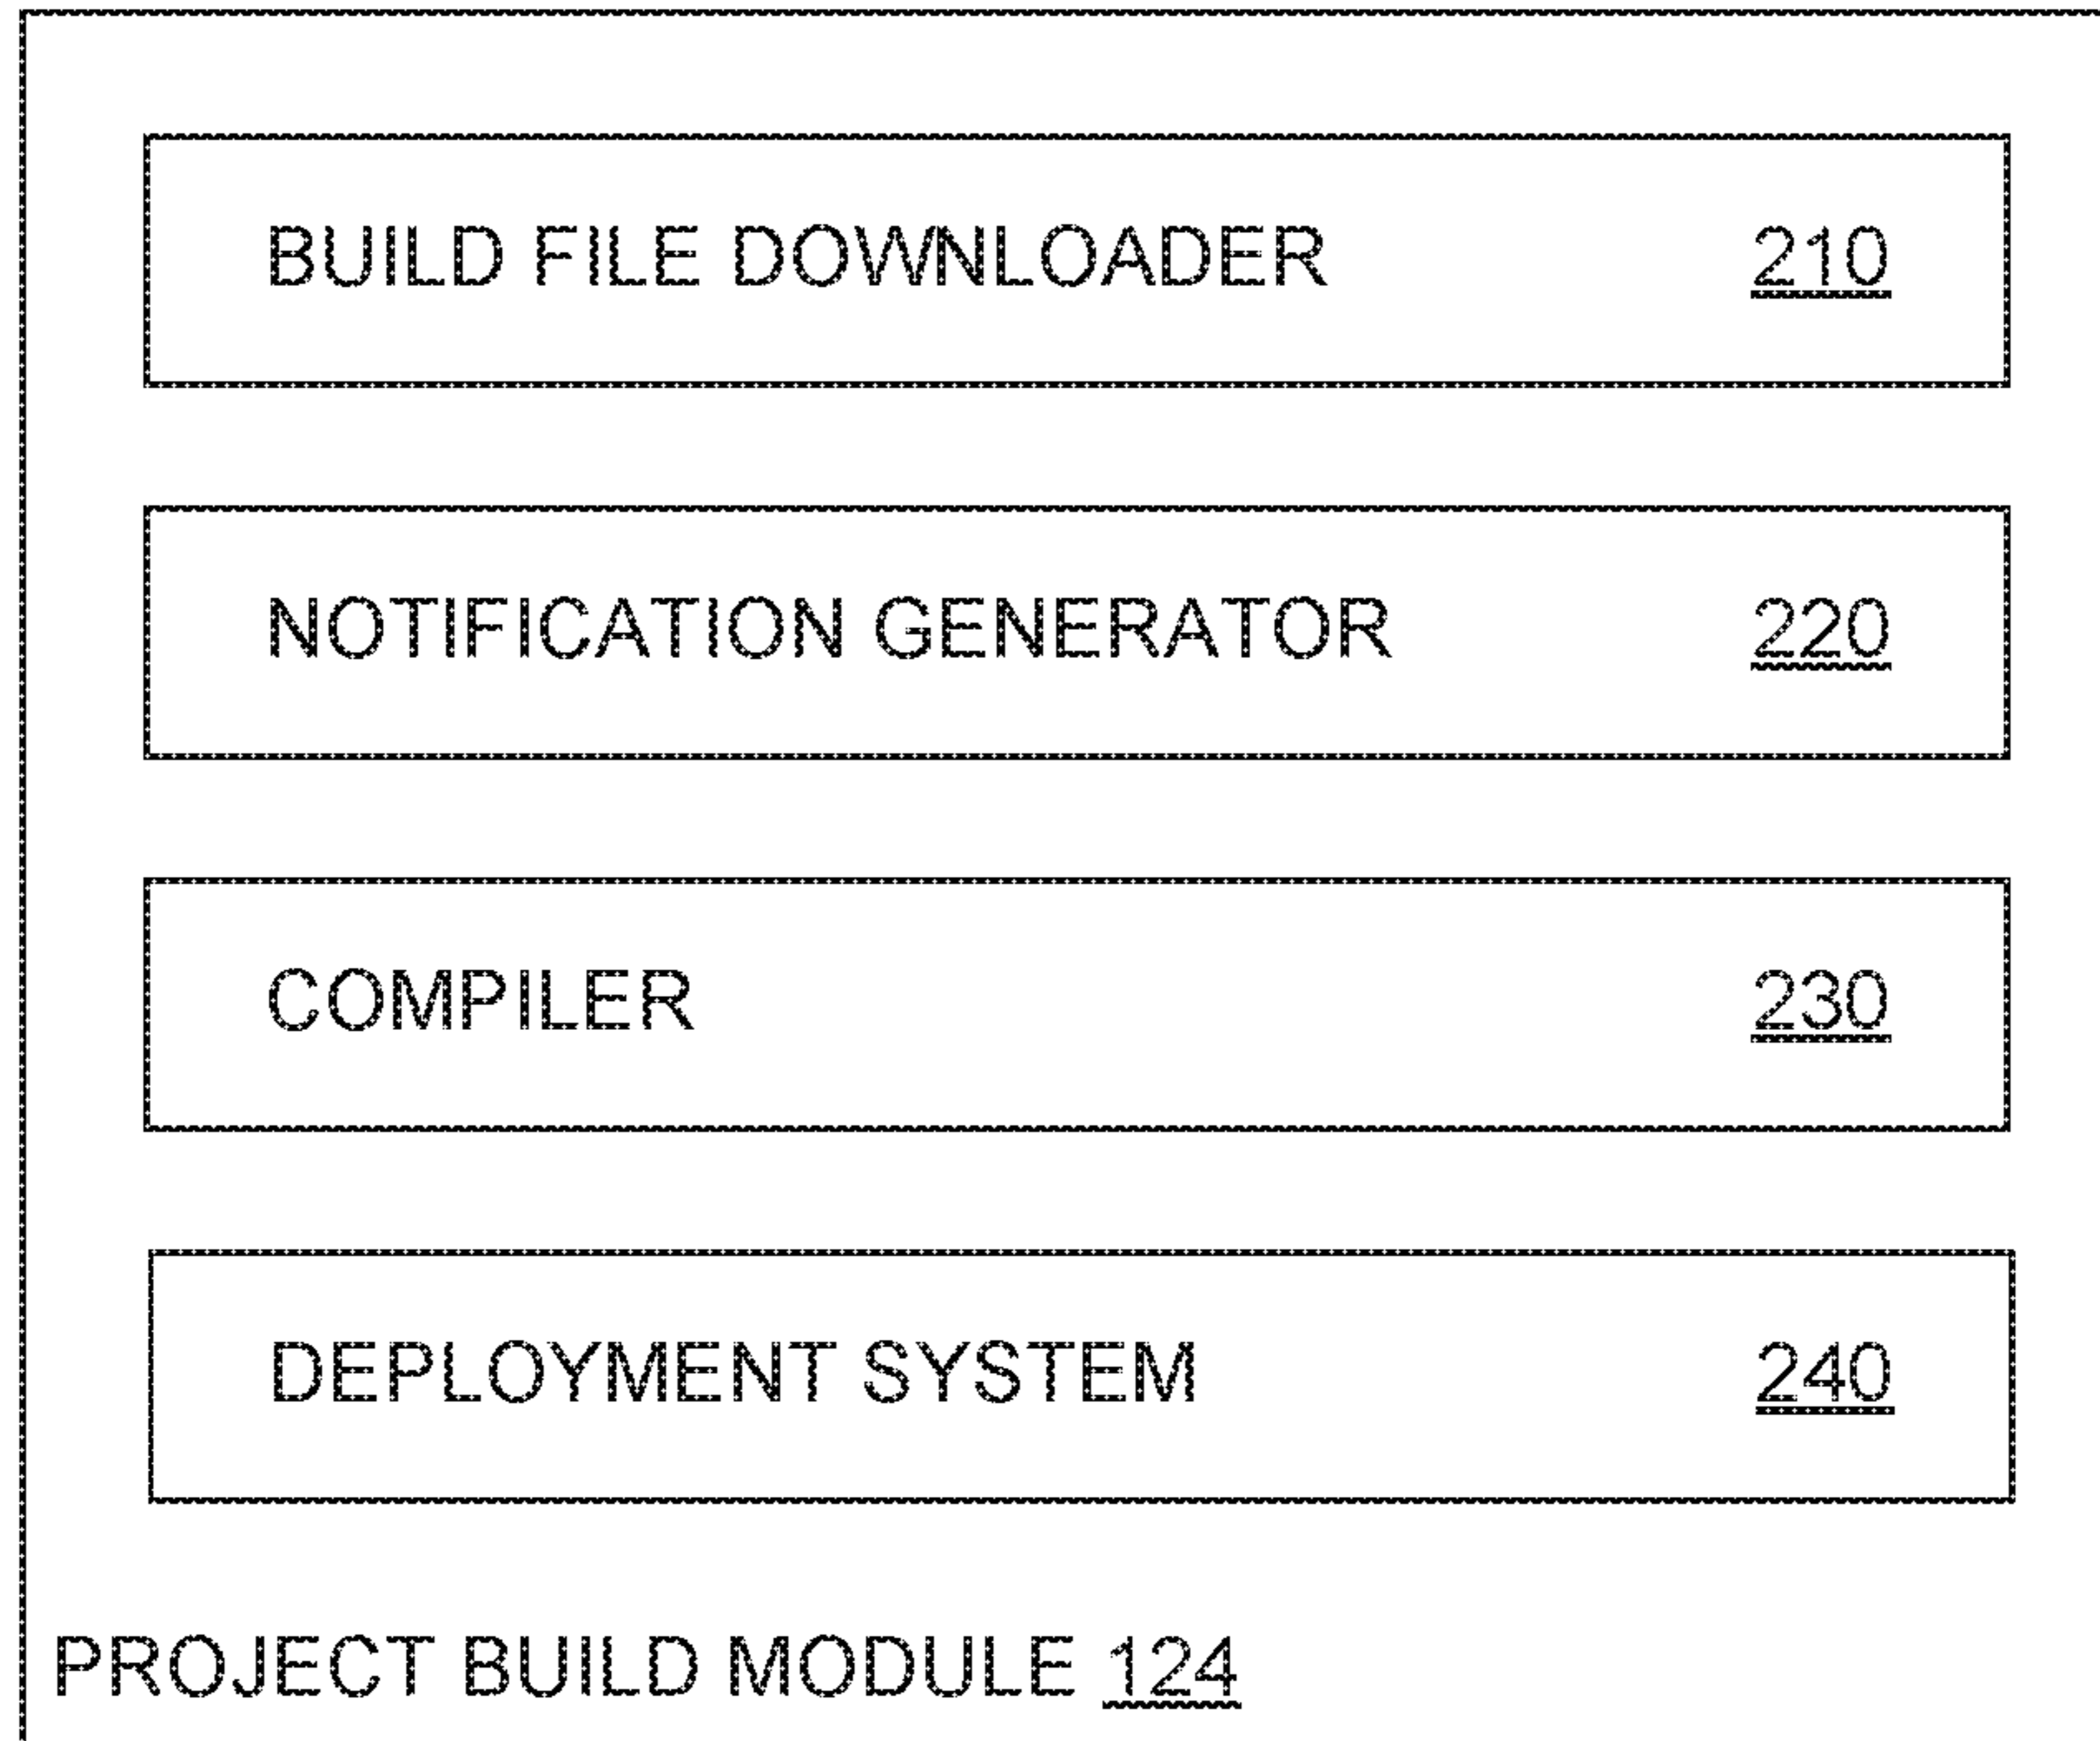 BUILD FILE DOWNLOADER 210
NOTIFICATION GENERATOR 220
COMPILER 230
DEPLOYMENT SYSTEM 240
PROJECT BUILD MODULE 124